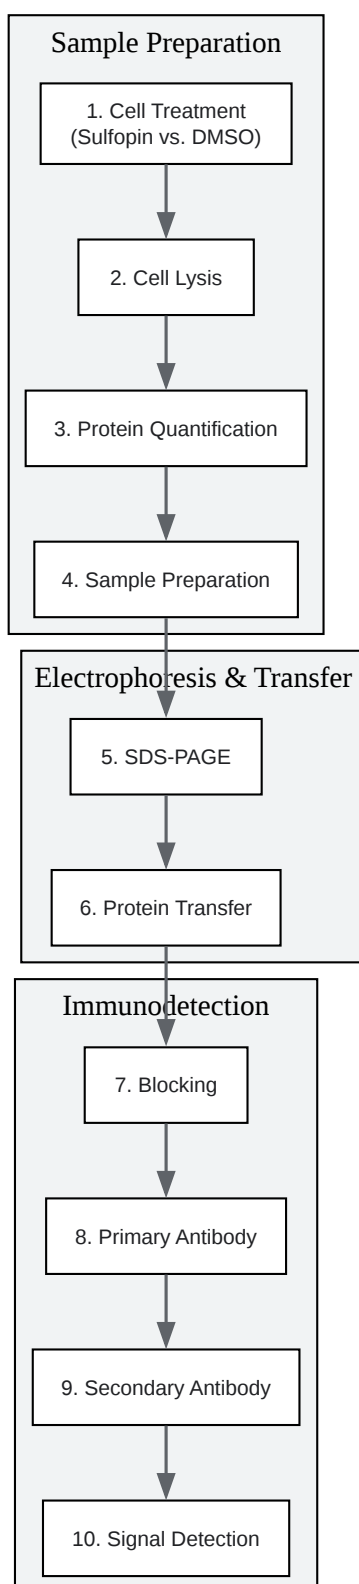 Sample Preparation
1. Cell Treatment
(Sulfopin vs. DMSO)
2. Cell Lysis
3. Protein Quantification
4. Sample Preparation
Electrophoresis & Transfer
5. SDS-PAGE
6. Protein Transfer
Immunodetection
7. Blocking
8. Primary Antibody
9. Secondary Antibody
10. Signal Detection